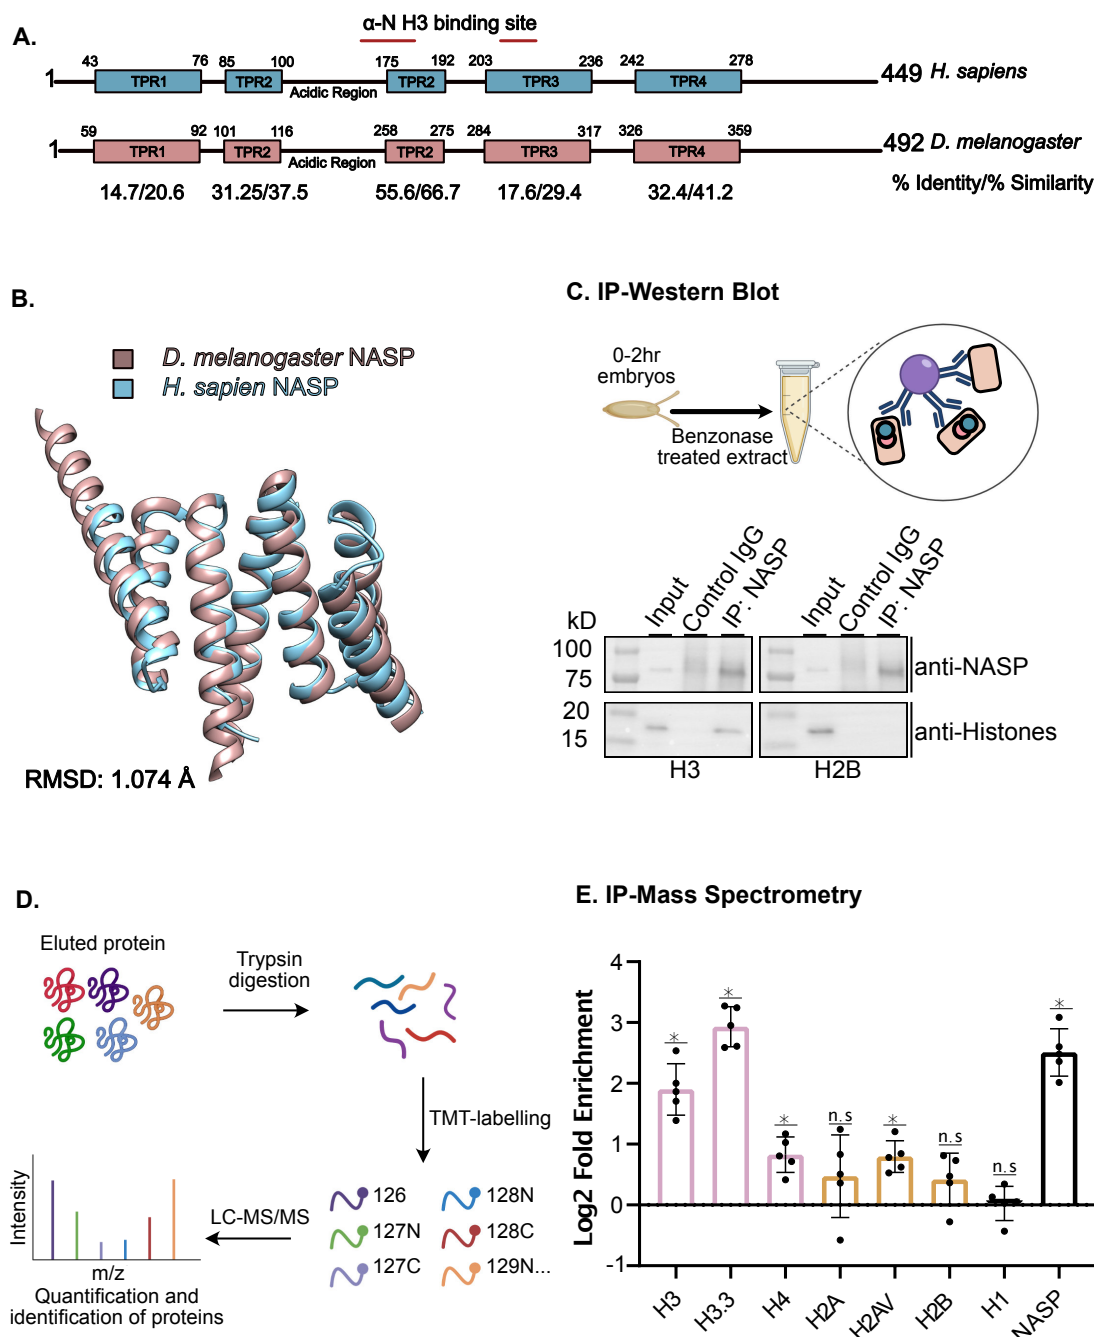 A.
α-N H3 binding site
43 76 85 100 175 192 203 236 242 278
1 TPR1 TPR2 TPR2 TPR3 TPR4 449 H. sapiens
Acidic Region
59 92 101 116 258 275 284 317 326 359
1 TPR1 TPR2 Acidic Region TPR2 TPR3 TPR4 492 D. melanogaster
14.7/20.6 31.25/37.5 55.6/66.7 17.6/29.4 32.4/41.2 % Identity/% Similarity
B.
D. melanogaster NASP
H. sapien NASP
RMSD: 1.074 Å
C. IP-Western Blot
0-2hr
embryos
Benzonase
treated extract
kD
Input
Control IgG
IP: NASP
Input
Control IgG
IP: NASP
100
75
anti-NASP
20
15
anti-Histones
H3 H2B
D.
Eluted protein
Trypsin
digestion
TMT-labelling
126 128N
127N 128C
127C 129N...
LC-MS/MS
Intensity
m/z
Quantification and
identification of proteins
E. IP-Mass Spectrometry
Log2 Fold Enrichment
4
3
2
1
0
-1
* * * n.s * n.s n.s *
H3 H3.3 H4 H2A H2AV H2B H1 NASP